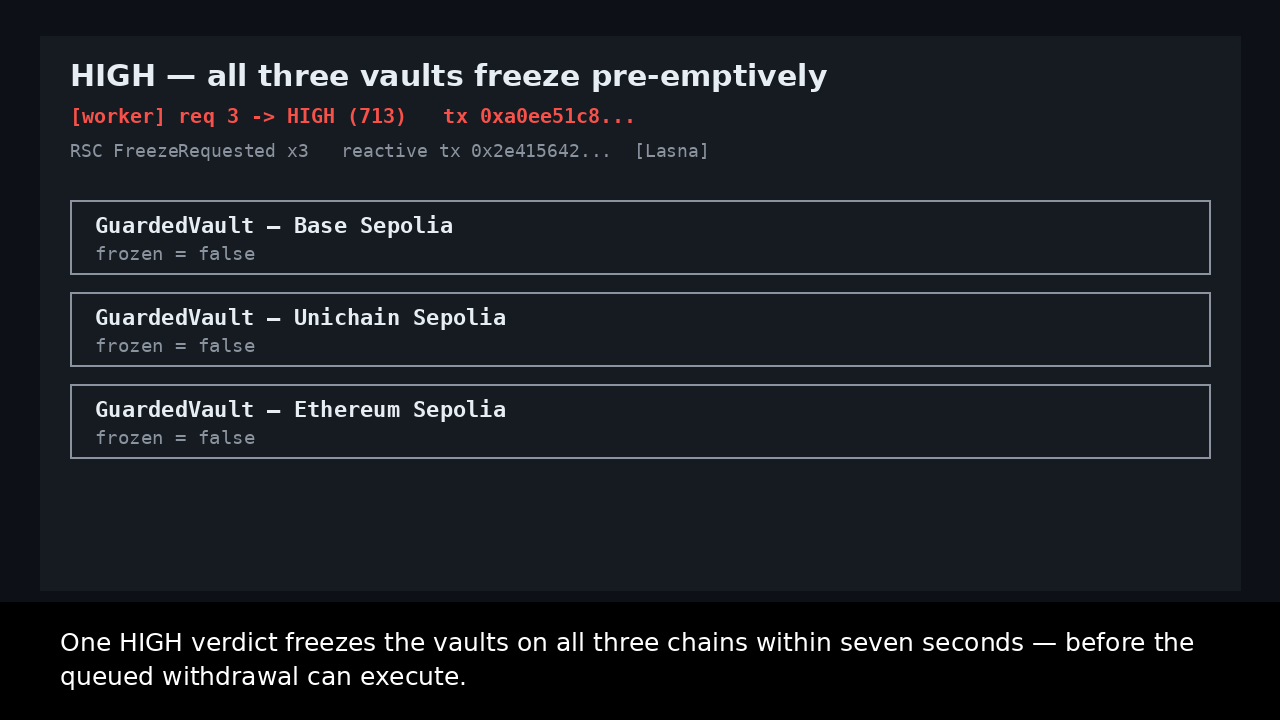 HIGH — all three vaults freeze pre-emptively
[worker] req 3 -> HIGH (713)   tx 0xa0ee51c8...
RSC FreezeRequested x3   reactive tx 0x2e415642...  [Lasna]
GuardedVault — Base Sepolia
frozen = false
GuardedVault — Unichain Sepolia
frozen = false
GuardedVault — Ethereum Sepolia
frozen = false
One HIGH verdict freezes the vaults on all three chains within seven seconds — before the
queued withdrawal can execute.